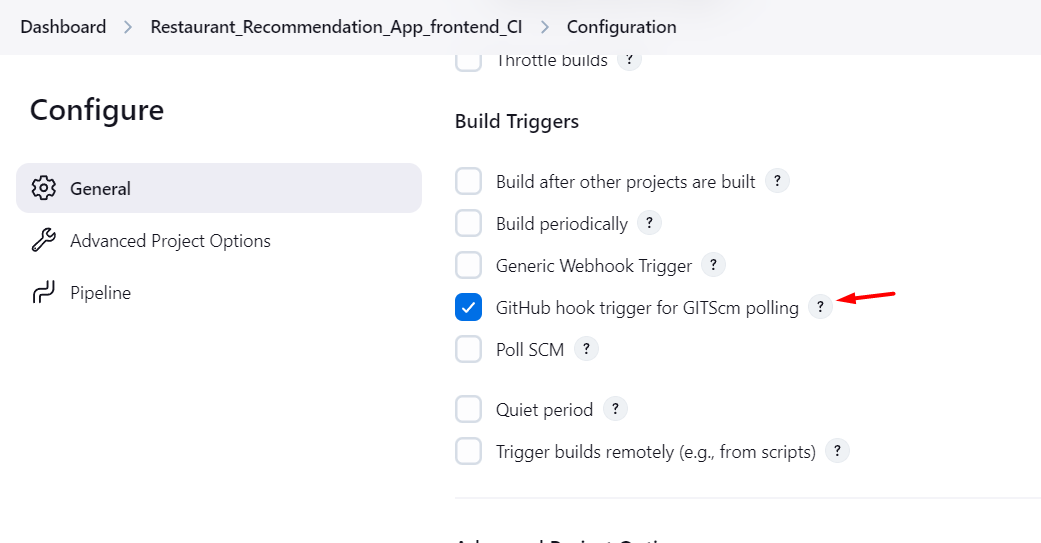 Dashboard > Restaurant_Recommendation_App_frontend_CI > Configuration
Configure
General
Advanced Project Options
Pipeline
Throttle builds ?
Build Triggers
Build after other projects are built ?
Build periodically ?
Generic Webhook Trigger ?
GitHub hook trigger for GITScm polling ?
Poll SCM ?
Quiet period ?
Trigger builds remotely (e.g., from scripts) ?